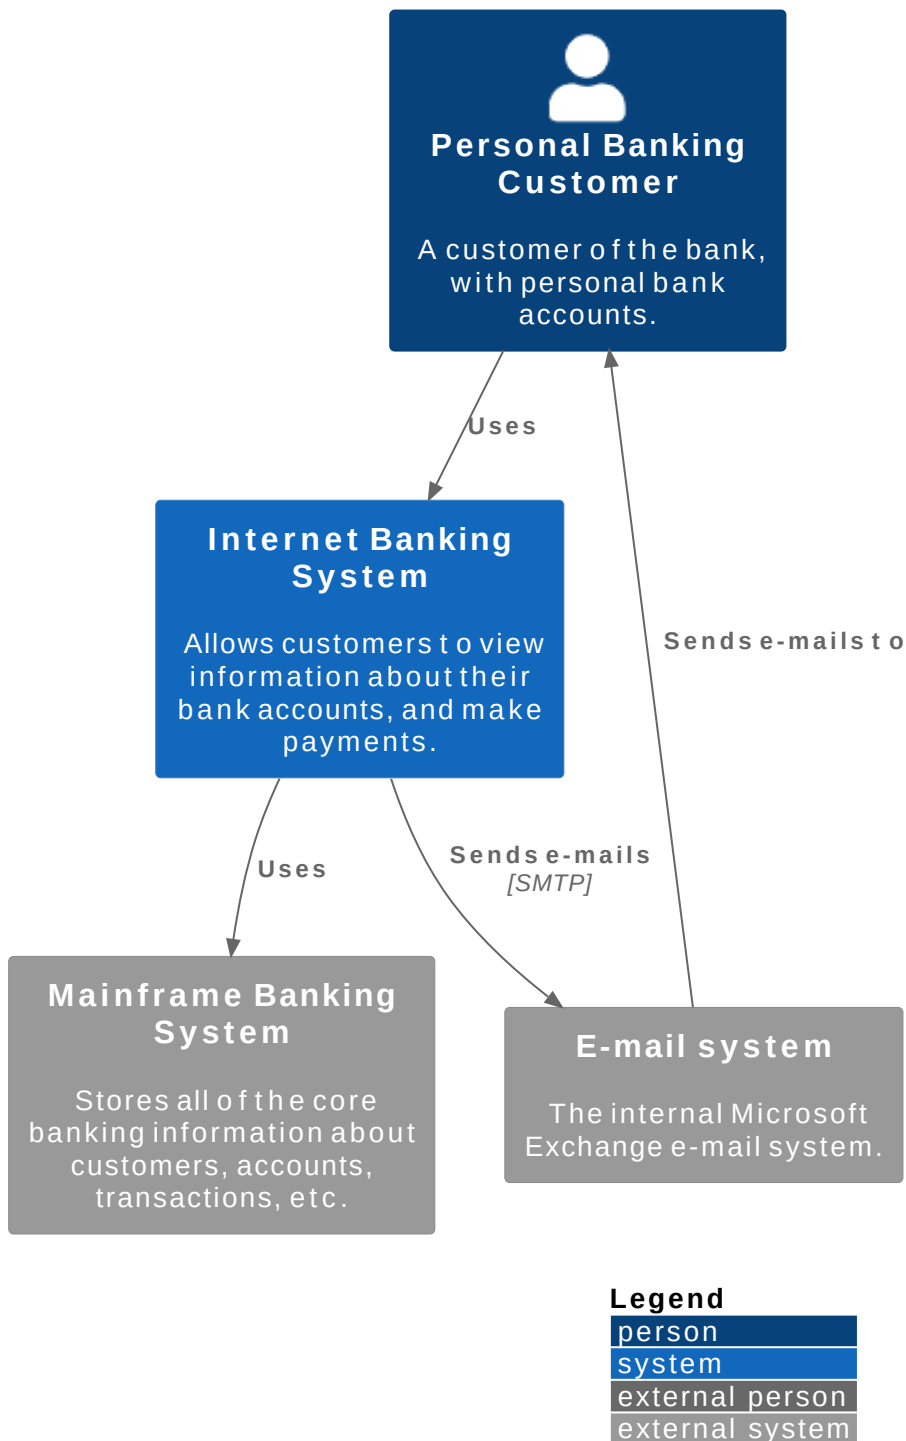 Personal Banking
Customer
A customer of the bank,
with personal bank
accounts.
Uses
Internet Banking
System
Allows customers to view
information about their
bank accounts, and make
payments.
Sends e-mails to
Uses
Sends e-mails
[SMTP]
Mainframe Banking
System
Stores all of the core
banking information about
customers, accounts,
transactions, etc.
E-mail system
The internal Microsoft
Exchange e-mail system.
Legend
person
system
external person
external system